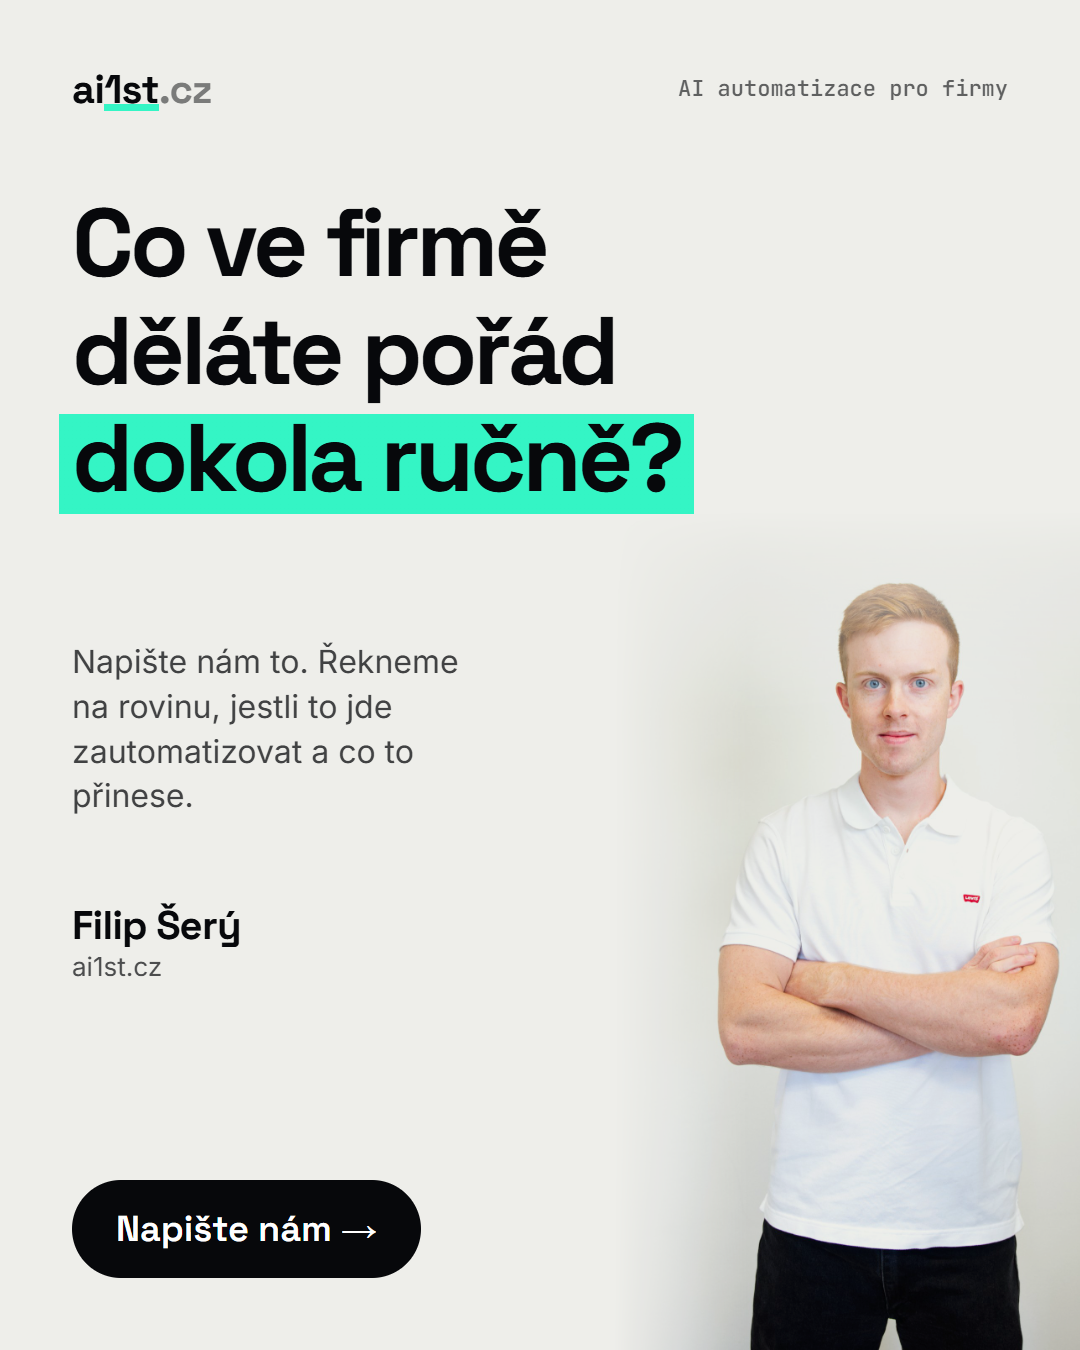 ai1st.cz
AI automatizace pro firmy
Co ve firmě
děláte pořád
dokola ručně?
Napište nám to. Řekneme
na rovinu, jestli to jde
zautomatizovat a co to
přinese.
Filip Šerý
ai1st.cz
Napište nám →